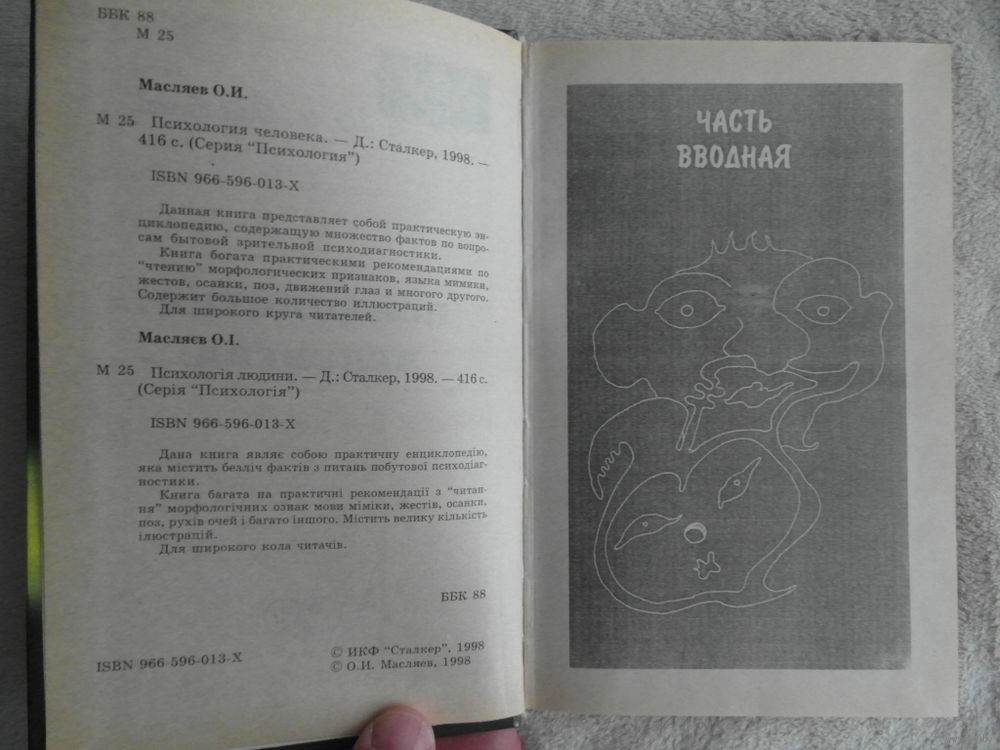 ББК 88
М 25
Масляев О.И.
М 25 Психология человека. — Д.: Сталкер, 1998. —
416 с. (Серия “Психология”)
ISBN 966-596-013-X
Данная книга представляет собой практическую эн-
циклопедию, содержащую множество фактов по вопро-
сам бытовой зрительной психодиагностики.
Книга богата практическими рекомендациями по
“чтению” морфологических признаков, языка мимики,
жестов, осанки, поз, движений глаз и многого другого.
Содержит большое количество иллюстраций.
Для широкого круга читателей.
Масляєв О.І.
М 25 Психологія людини. — Д.: Сталкер, 1998. — 416 с.
(Серія “Психологія”)
ISBN 966-596-013-X
Дана книга являє собою практичну енциклопедію,
яка містить безліч фактів з питань побутової психодіаг-
ностики.
Книга багата на практичні рекомендації з “читан-
ня” морфологічних ознак мови міміки, жестів, осанки,
поз, рухів очей і багато іншого. Містить велику кількість
ілюстрацій.
Для широкого кола читачів.
ББК 88
ISBN 966-596-013-X
© ИКФ “Сталкер”, 1998
© О.И. Масляев, 1998
ЧАСТЬ
ВВОДНАЯ